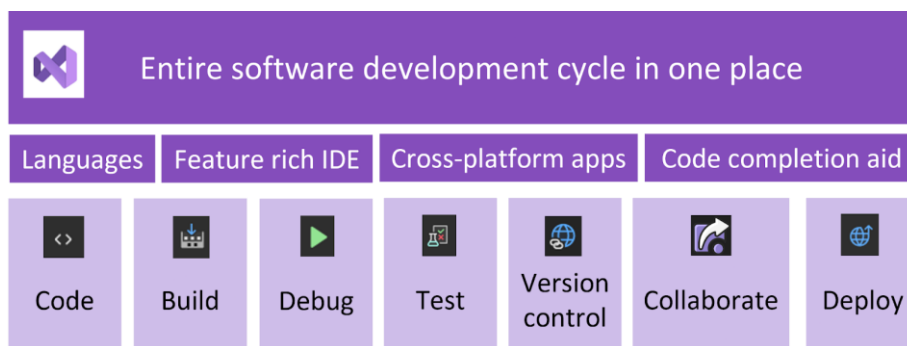 Entire software development cycle in one place
Languages
Feature rich IDE
Cross-platform apps
Code completion aid
Code
Build
Debug
Test
Version
control
Collaborate
Deploy